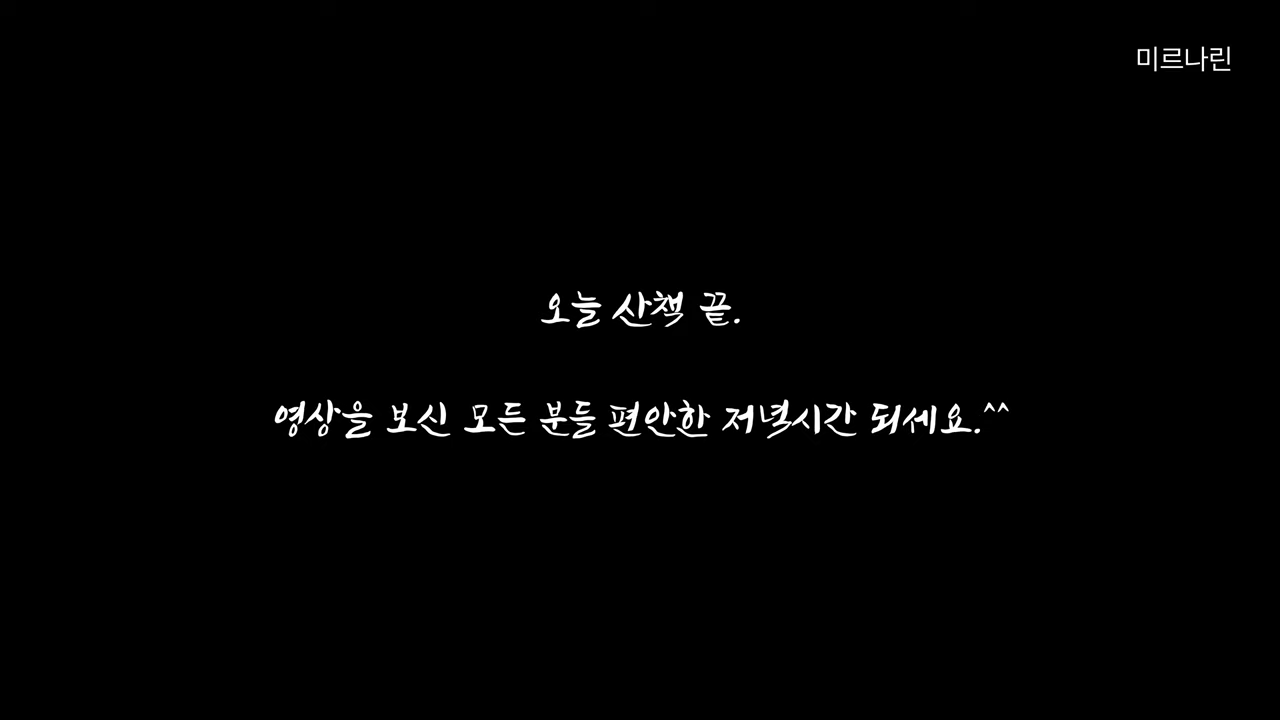 미르나린
오늘 산책 끝.
영상을 보신 모든 분들 편안한 저녁시간 되세요.^^